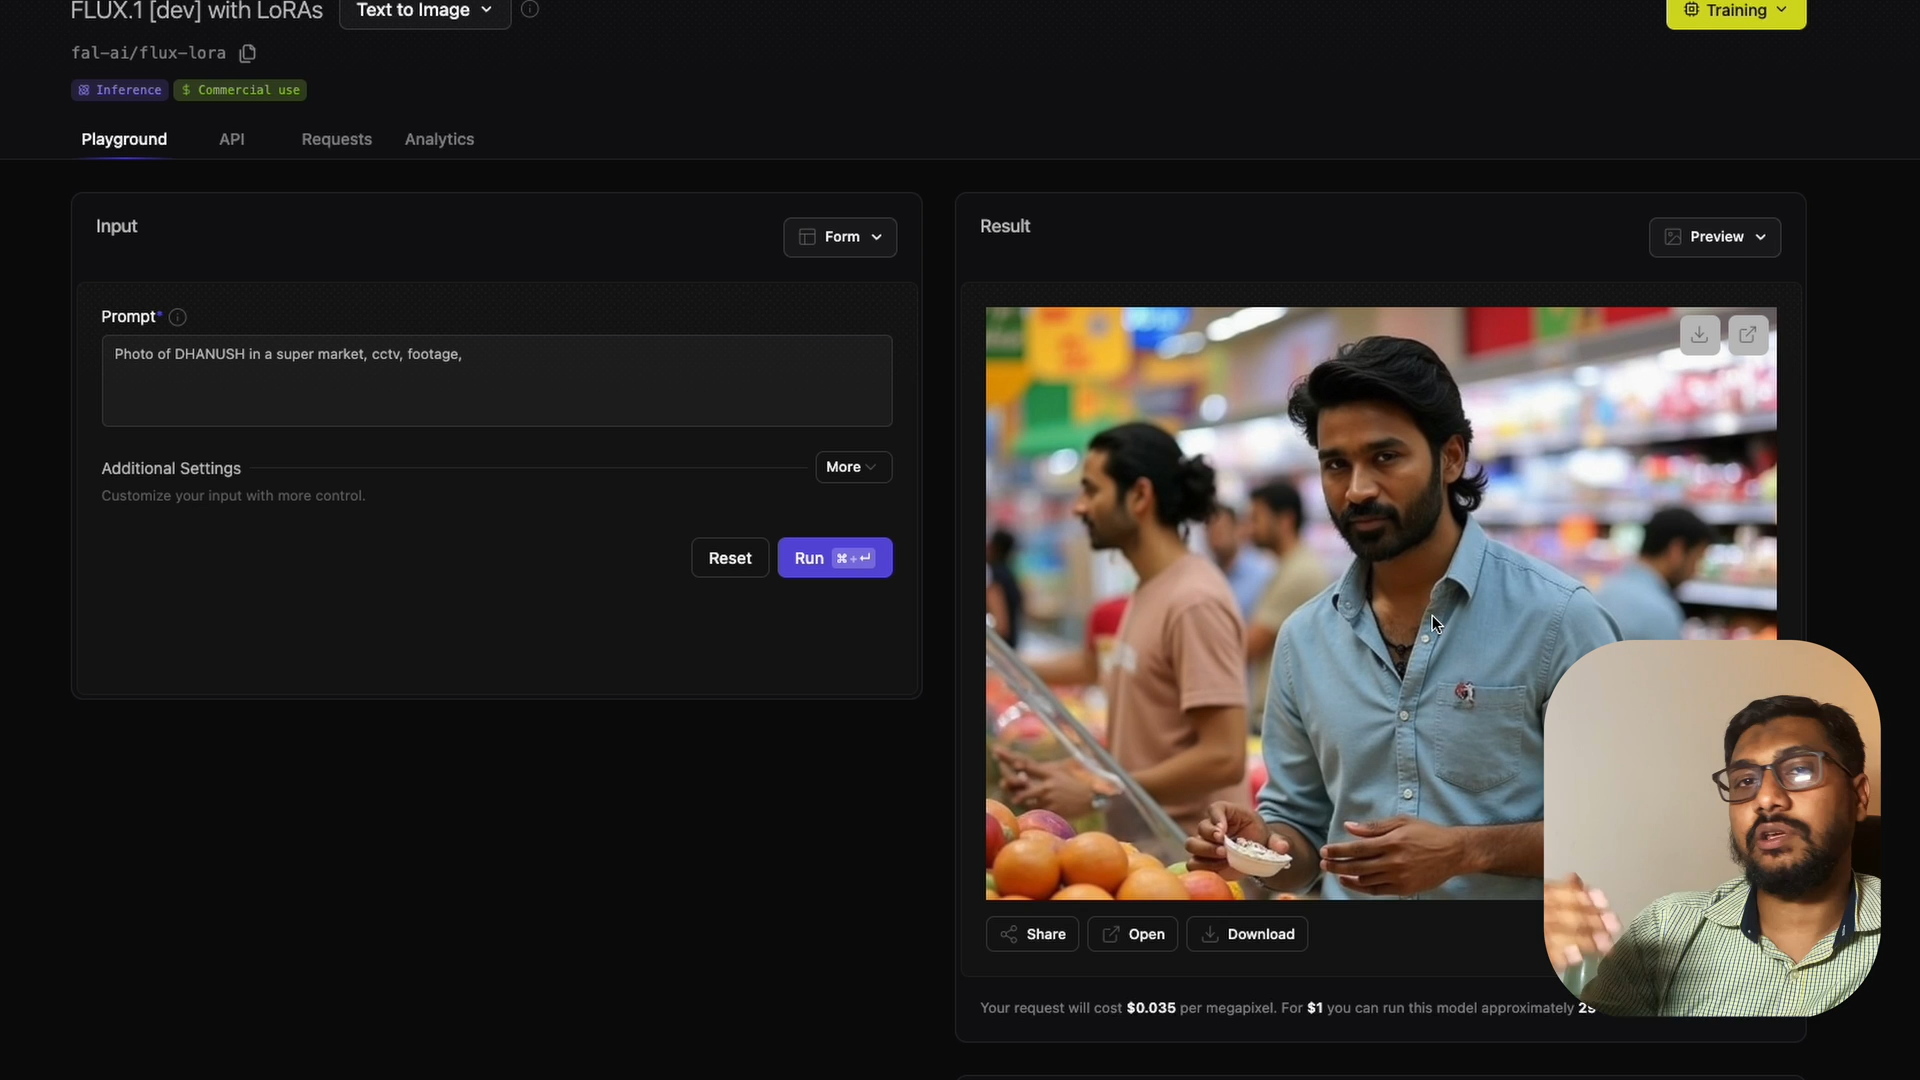 FLUX.1 [dev] with LoRAs
Text to Image
Training
fal-ai/flux-lora
Inference
$ Commercial use
Playground
API
Requests
Analytics
Input
Form
Result
Preview
Prompt*
Photo of DHANUSH in a super market, cctv, footage,
Additional Settings
More
Customize your input with more control.
Reset
Run ⌘+↵
Share
Open
Download
Your request will cost $0.035 per megapixel. For $1 you can run this model approximately